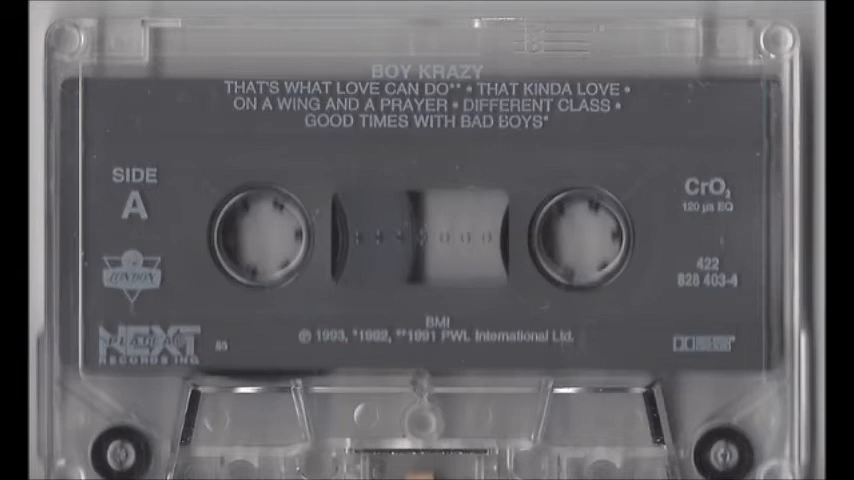 BOY KRAZY
THAT'S WHAT LOVE CAN DO** • THAT KINDA LOVE •
ON A WING AND A PRAYER • DIFFERENT CLASS •
GOOD TIMES WITH BAD BOYS*
SIDE
A
CrO₂
120 µs EQ
LONDON
422
828 403-4
NEXT PLATEAU
RECORDS INC
BMI
℗ 1993, *1992, **1991 PWL International Ltd.